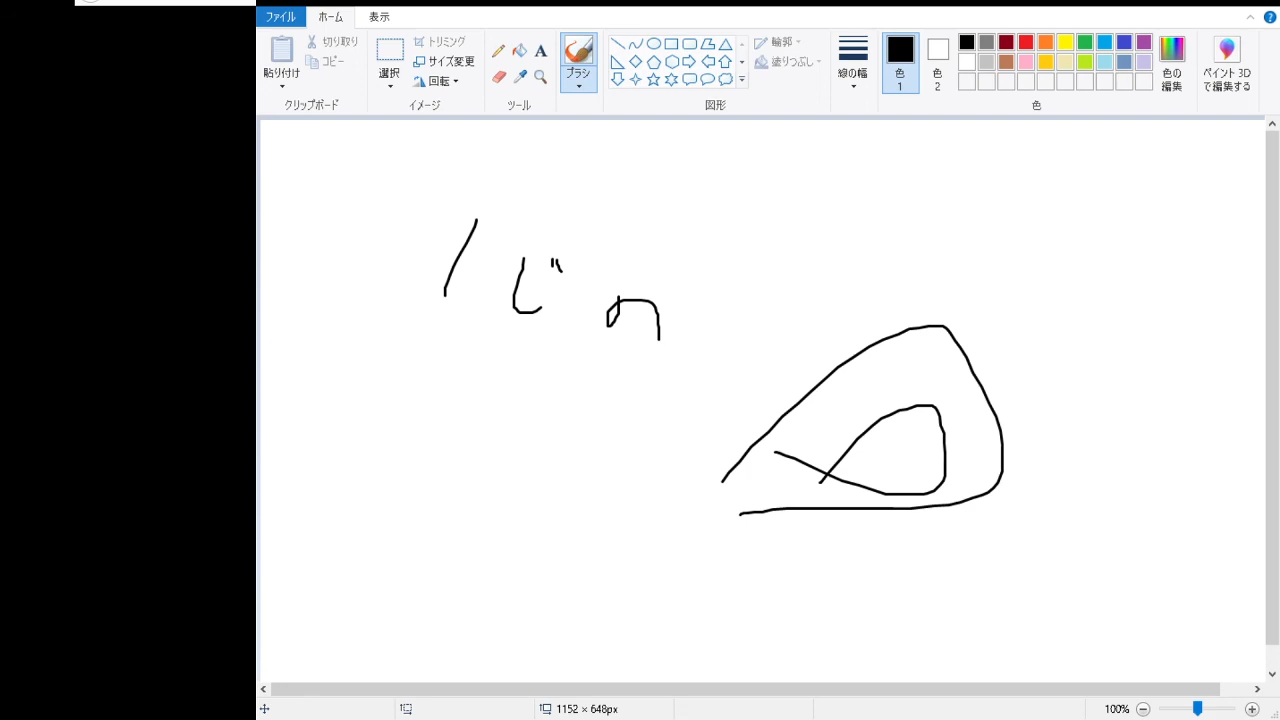 ファイル ホーム 表示
貼り付け 切り取り コピー クリップボード
選択 トリミング サイズ変更 回転 イメージ
A ツール
ブラシ
輪郭 塗りつぶし 図形
線の幅
色 1 色 2 色の編集 色
ペイント 3D で編集する
1152 × 648px 100%